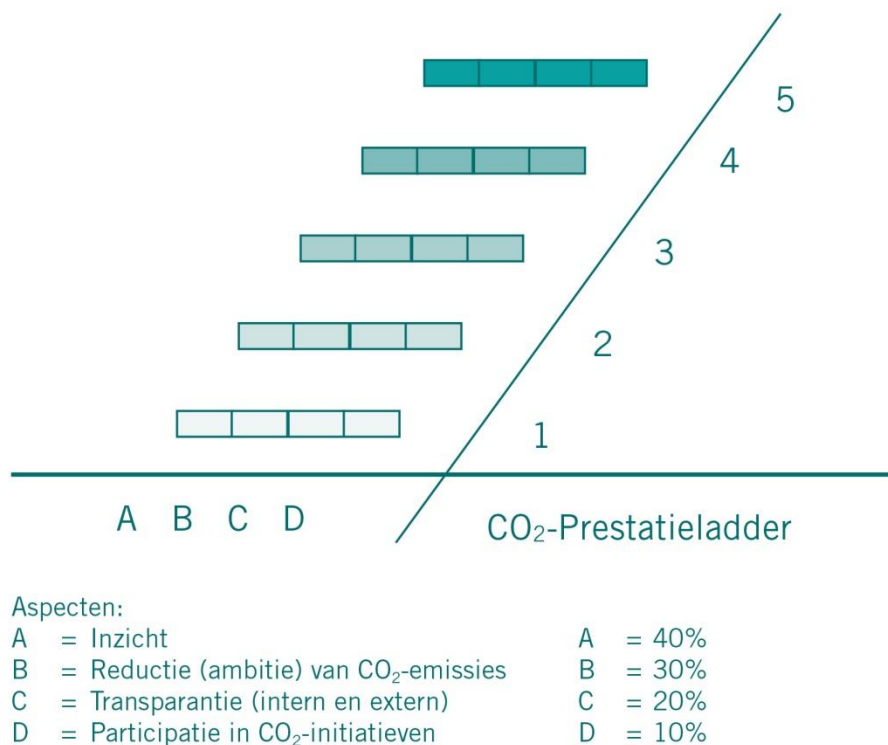 5
4
3
2
1
A B C D
CO₂-Prestatieladder
Aspecten:
A = Inzicht A = 40%
B = Reductie (ambitie) van CO₂-emissies B = 30%
C = Transparantie (intern en extern) C = 20%
D = Participatie in CO₂-initiatieven D = 10%